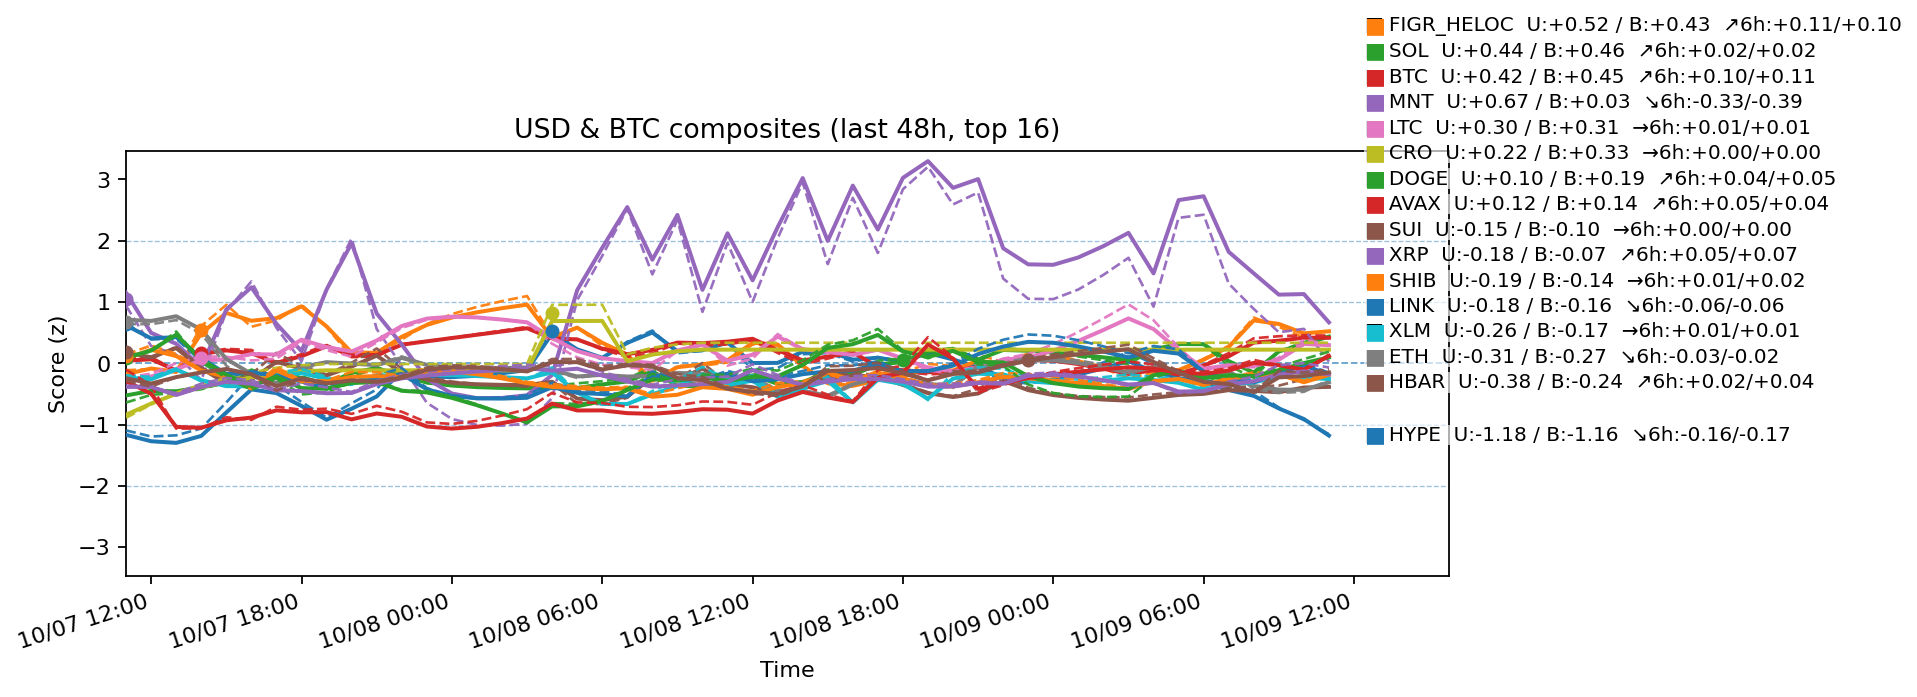 FIGR_HELOC U:+0.52 / B:+0.43 ↗6h:+0.11/+0.10
SOL U:+0.44 / B:+0.46 ↗6h:+0.02/+0.02
BTC U:+0.42 / B:+0.45 ↗6h:+0.10/+0.11
MNT U:+0.67 / B:+0.03 ↘6h:-0.33/-0.39
LTC U:+0.30 / B:+0.31 →6h:+0.01/+0.01
CRO U:+0.22 / B:+0.33 →6h:+0.00/+0.00
DOGE U:+0.10 / B:+0.19 ↗6h:+0.04/+0.05
AVAX U:+0.12 / B:+0.14 ↗6h:+0.05/+0.04
SUI U:-0.15 / B:-0.10 →6h:+0.00/+0.00
XRP U:-0.18 / B:-0.07 ↗6h:+0.05/+0.07
SHIB U:-0.19 / B:-0.14 →6h:+0.01/+0.02
LINK U:-0.18 / B:-0.16 ↘6h:-0.06/-0.06
XLM U:-0.26 / B:-0.17 →6h:+0.01/+0.01
ETH U:-0.31 / B:-0.27 ↘6h:-0.03/-0.02
HBAR U:-0.38 / B:-0.24 ↗6h:+0.02/+0.04
HYPE U:-1.18 / B:-1.16 ↘6h:-0.16/-0.17
USD & BTC composites (last 48h, top 16)
Score (z)
3
2
1
0
−1
−2
−3
10/07 12:00
10/07 18:00
10/08 00:00
10/08 06:00
10/08 12:00
10/08 18:00
10/09 00:00
10/09 06:00
10/09 12:00
Time